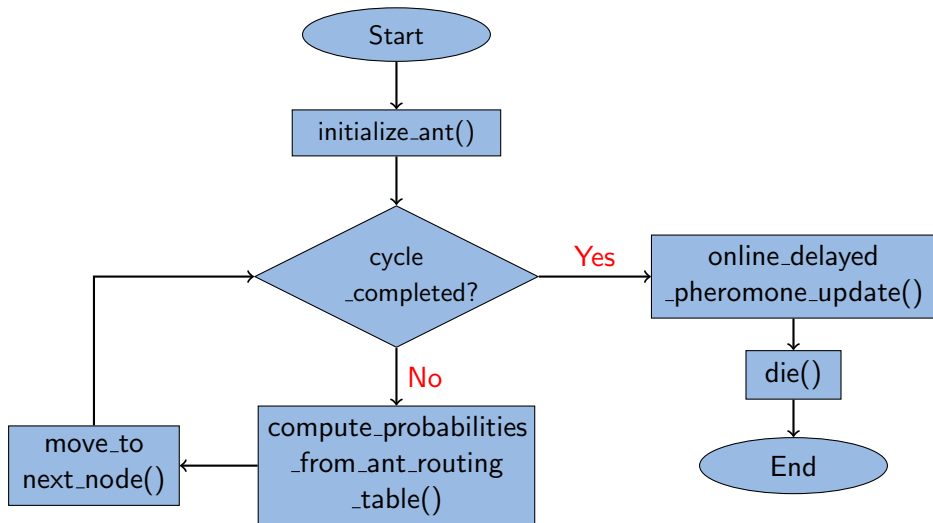 Start
initialize_ant()
cycle
_completed?
Yes
online_delayed
_pheromone_update()
No
die()
compute_probabilities
_from_ant_routing
_table()
move_to
next_node()
End